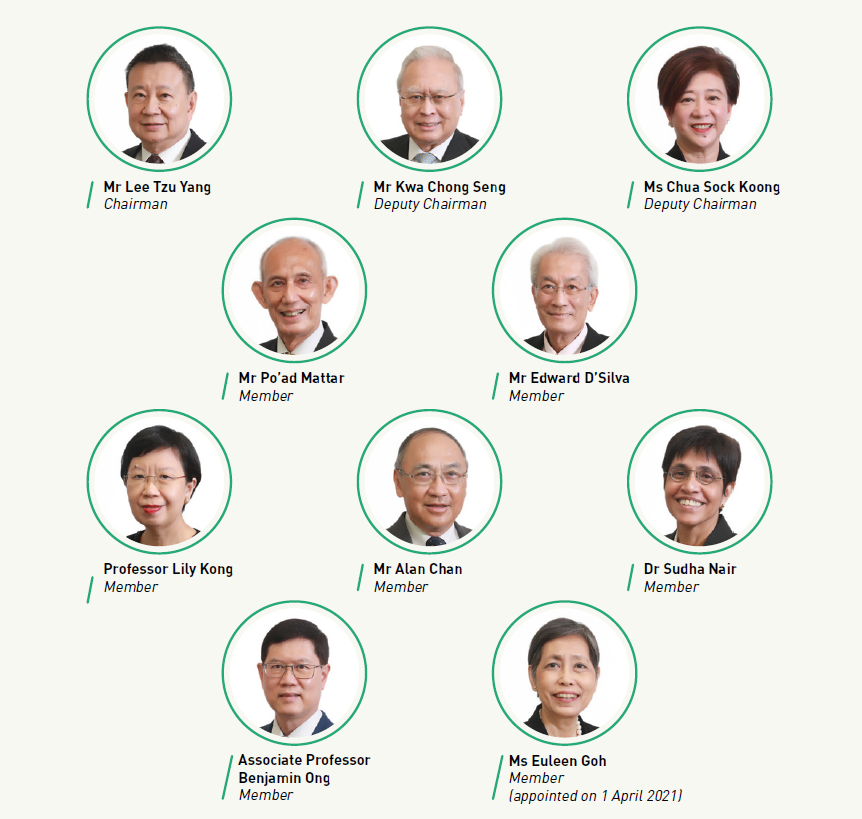 Mr Lee Tzu Yang
Chairman
Mr Kwa Chong Seng
Deputy Chairman
Ms Chua Sock Koong
Deputy Chairman
Mr Po’ad Mattar
Member
Mr Edward D’Silva
Member
Professor Lily Kong
Member
Mr Alan Chan
Member
Dr Sudha Nair
Member
Associate Professor
Benjamin Ong
Member
Ms Euleen Goh
Member
(appointed on 1 April 2021)